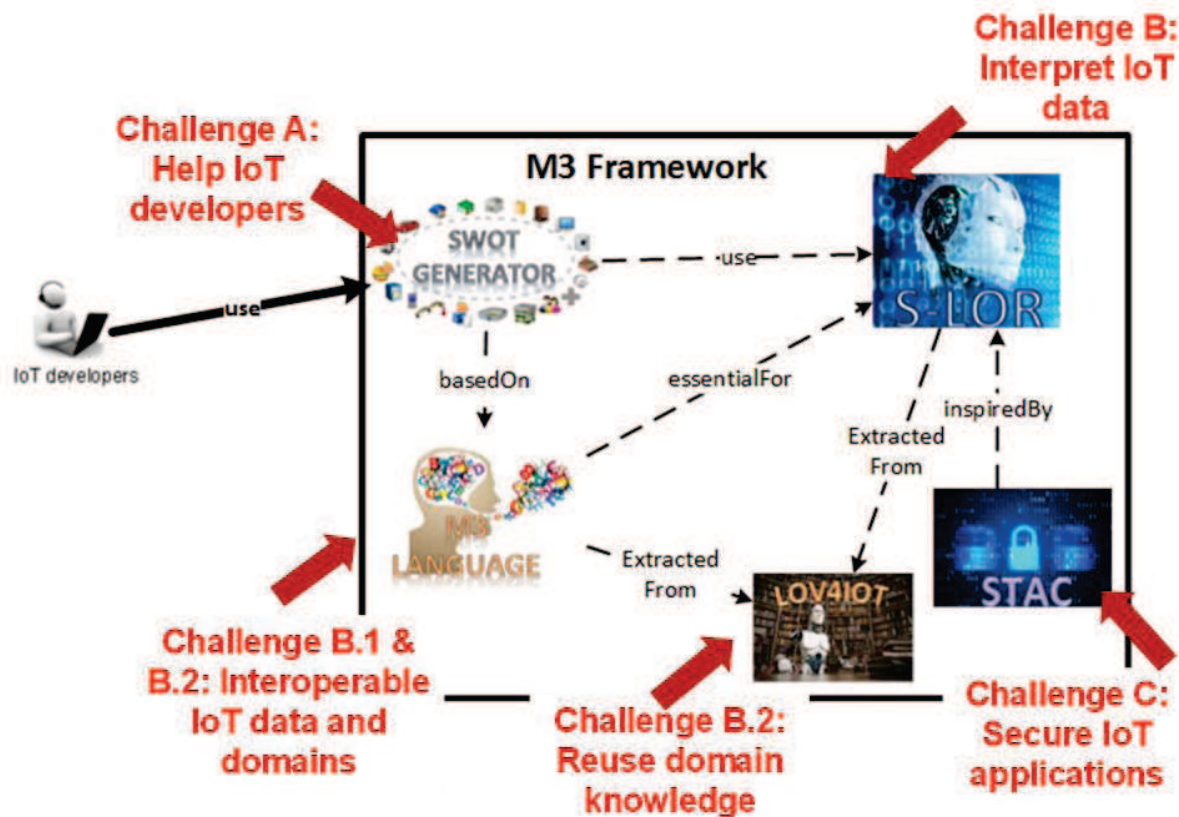 Challenge B:
Interpret IoT
data
Challenge A:
Help IoT
developers
M3 Framework
SWOT
GENERATOR
use
S-LOR
use
IoT developers
basedOn
essentialFor
inspiredBy
Extracted
From
M3
LANGUAGE
Extracted
From
LOV4IOT
STAC
Challenge B.1 &
B.2: Interoperable
IoT data and
domains
Challenge B.2:
Reuse domain
knowledge
Challenge C:
Secure IoT
applications